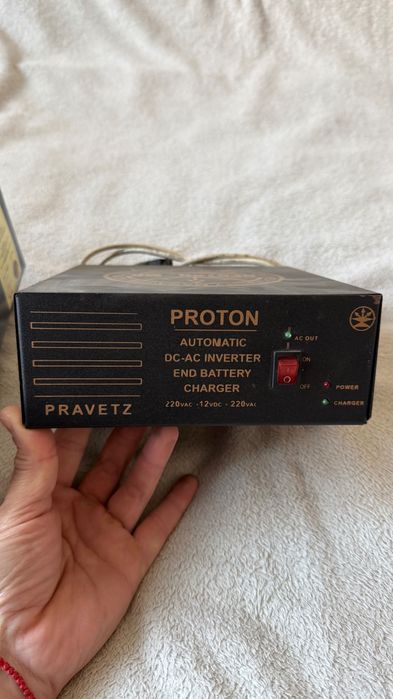 PROTON
AUTOMATIC
DC-AC INVERTER
END BATTERY
CHARGER
220VAC -12VDC - 220VAC
PRAVETZ
AC OUT
ON
OFF
POWER
CHARGER